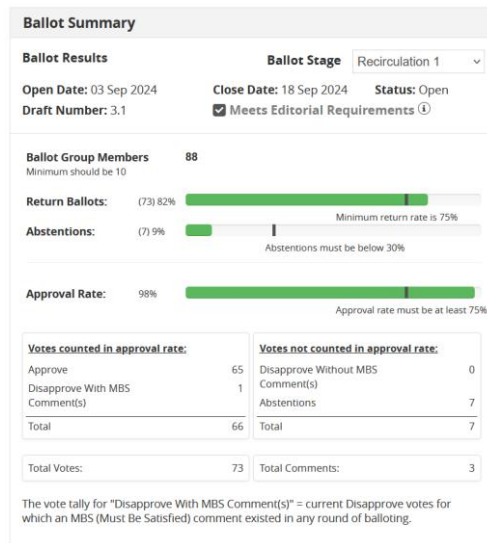 Ballot Summary
Ballot Results
Ballot Stage Recirculation 1
Open Date: 03 Sep 2024 Close Date: 18 Sep 2024 Status: Open
Draft Number: 3.1 Meets Editorial Requirements
Ballot Group Members 88
Minimum should be 10
Return Ballots: (73) 82%
Minimum return rate is 75%
Abstentions: (7) 9%
Abstentions must be below 30%
Approval Rate: 98%
Approval rate must be at least 75%
Votes counted in approval rate:
Approve 65
Disapprove With MBS 1
Comment(s)
Total 66
Votes not counted in approval rate:
Disapprove Without MBS 0
Comment(s)
Abstentions 7
Total 7
Total Votes: 73
Total Comments: 3
The vote tally for "Disapprove With MBS Comment(s)" = current Disapprove votes for
which an MBS (Must Be Satisfied) comment existed in any round of balloting.